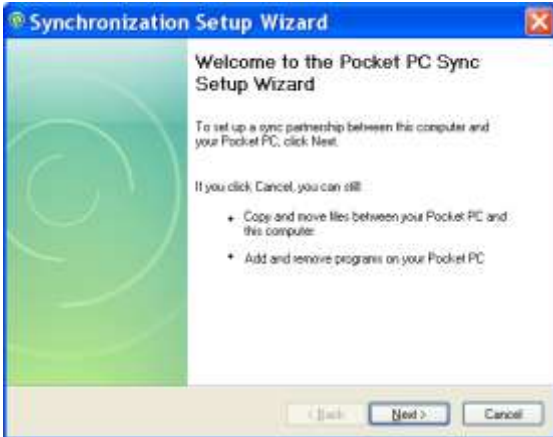 Synchronization Setup Wizard
Welcome to the Pocket PC Sync
Setup Wizard
To set up a sync partnership between this computer and
your Pocket PC, click Next.
If you click Cancel, you can still:
• Copy and move files between your Pocket PC and
this computer
• Add and remove programs on your Pocket PC
< Back Next > Cancel